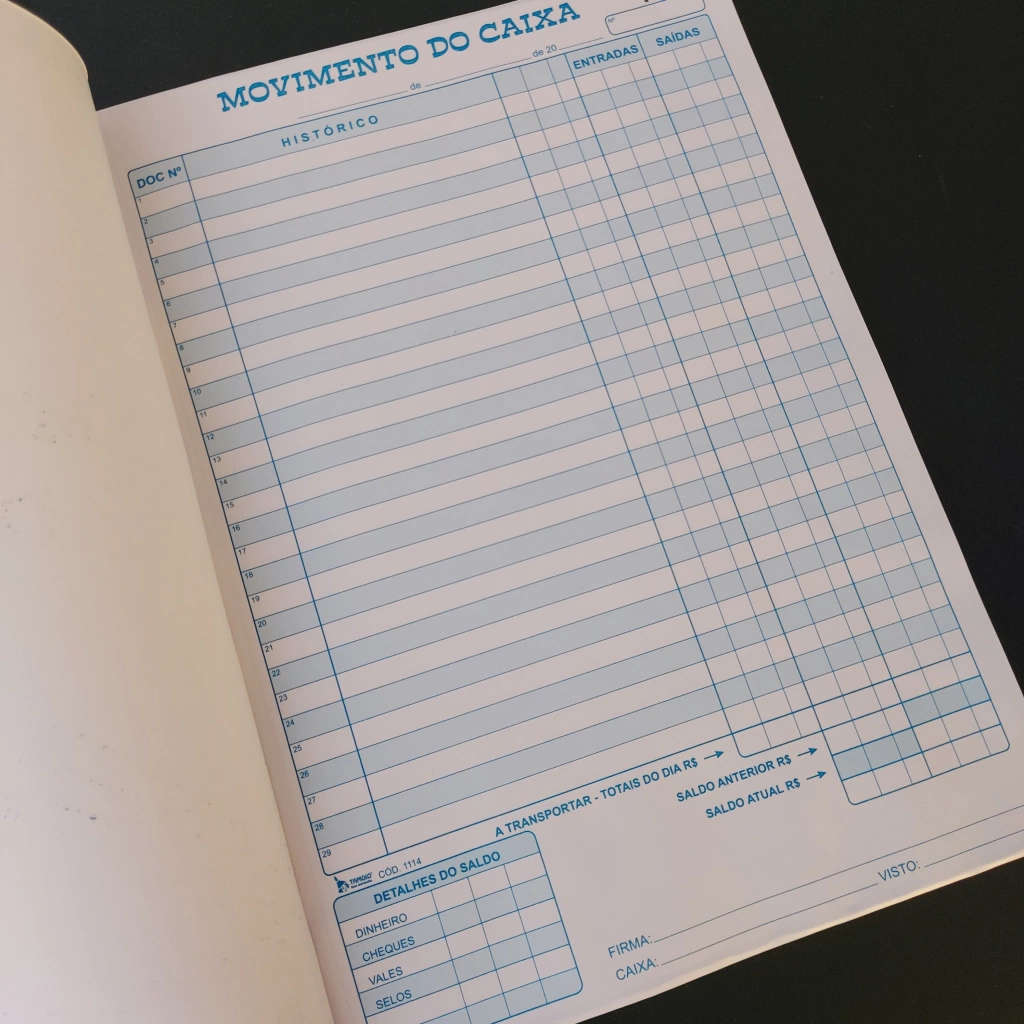 MOVIMENTO DO CAIXA
Nº
de de 20
DOC Nº HISTÓRICO ENTRADAS SAÍDAS
1
2
3
4
5
6
7
8
9
10
11
12
13
14
15
16
17
18
19
20
21
22
23
24
25
26
27
28
29
A TRANSPORTAR - TOTAIS DO DIA R$
SALDO ANTERIOR R$
SALDO ATUAL R$
TAMOIO CÓD. 1114
DETALHES DO SALDO
DINHEIRO
CHEQUES
VALES
SELOS
FIRMA: VISTO:
CAIXA: